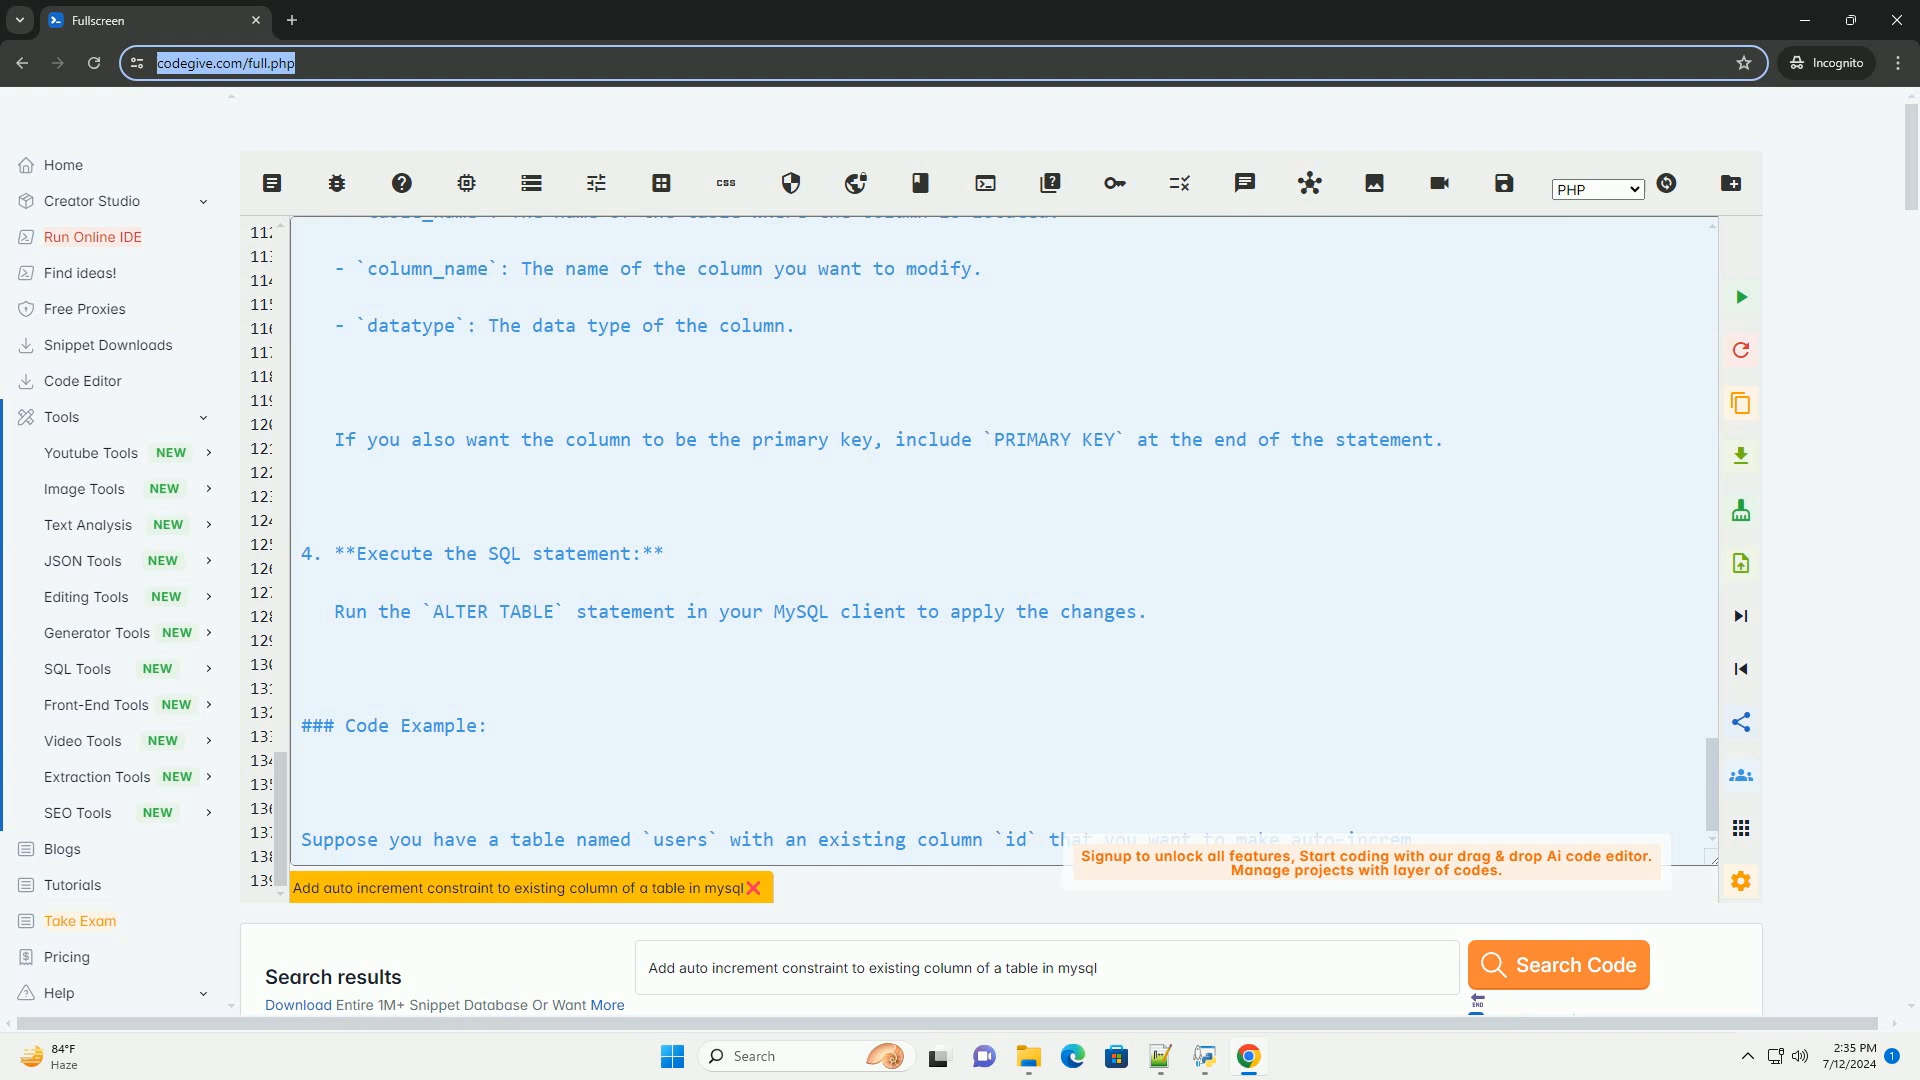 Fullscreen
codegive.com/full.php
Incognito
Home
Creator Studio
Run Online IDE
Find ideas!
Free Proxies
Snippet Downloads
Code Editor
Tools
Youtube Tools NEW
Image Tools NEW
Text Analysis NEW
JSON Tools NEW
Editing Tools NEW
Generator Tools NEW
SQL Tools NEW
Front-End Tools NEW
Video Tools NEW
Extraction Tools NEW
SEO Tools NEW
Blogs
Tutorials
Take Exam
Pricing
Help
css
PHP
- `column_name`: The name of the column you want to modify.
- `datatype`: The data type of the column.
If you also want the column to be the primary key, include `PRIMARY KEY` at the end of the statement.
4. **Execute the SQL statement:**
Run the `ALTER TABLE` statement in your MySQL client to apply the changes.
### Code Example:
Suppose you have a table named `users` with an existing column `id` that you want to make auto-increm
Signup to unlock all features, Start coding with our drag & drop Ai code editor.
Manage projects with layer of codes.
Add auto increment constraint to existing column of a table in mysql
Search results
Download Entire 1M+ Snippet Database Or Want More
Add auto increment constraint to existing column of a table in mysql
Search Code
END
84°F
Haze
Search
2:35 PM
7/12/2024
1